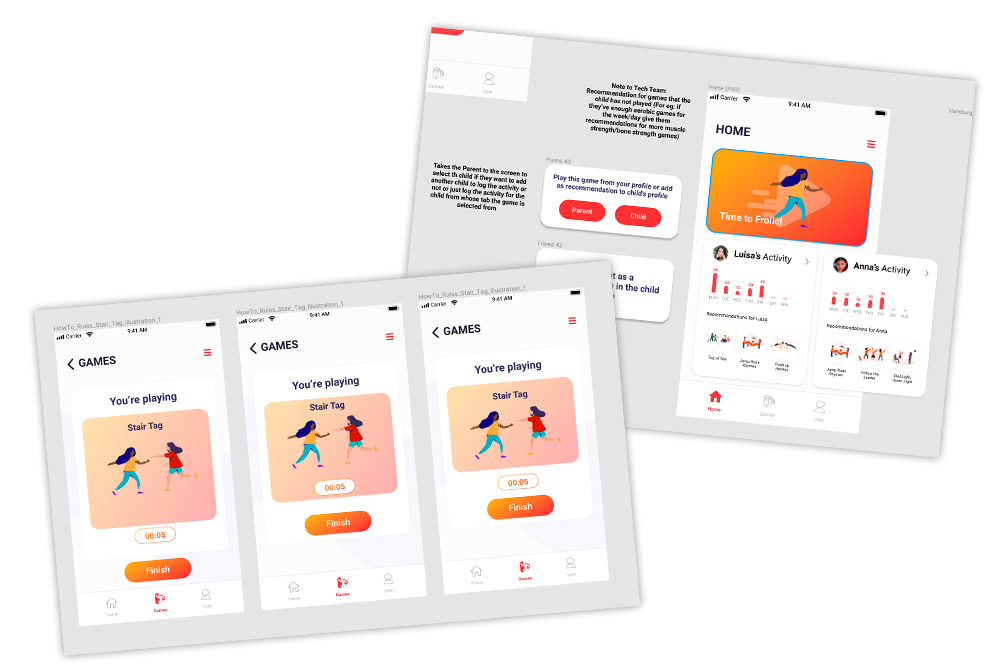 Games
User
Note to Tech Team:
Recommendation for games that the
child has not played (For eg: if
they've enough aerobic games for
the week/day give them
recommendations for more muscle
strength/bone strength games)
Takes the Parent to the screen to
select th child if they want to add
another child to log the activity or
not or just log the activity for the
child from whose tab the game is
selected from
Frame 40
Play this game from your profile or add
as recommendation to child's profile
Parent
Child
Frame 42
t as a
in the child
Home (PAR)
Carrier
9:41 AM
Hamburg
HOME
Time to Frolic!
Luisa's Activity
MON TUE WED THU FRI SAT SUN
Recommendations for Luisa
Tug of War
Jump Rope
Rhymes
Push up
Hockey
Anna's Activity
MON TUE WED THU FRI SAT SUN
Recommendations for Anna
Jump Rope
Rhymes
Follow the
Leader
Red Light,
Green Light
Home
Games
User
HowTo_Rules_Stair_Tag_Illustration_1
Carrier
9:41 AM
GAMES
You're playing
Stair Tag
00:05
Finish
Home
Games
User
HowTo_Rules_Stair_Tag_Illustration_1
Carrier
9:41 AM
GAMES
You're playing
Stair Tag
00:05
Finish
Home
Games
User
HowTo_Rules_Stair_Tag_Illustration_1
Carrier
9:41 AM
GAMES
You're playing
Stair Tag
00:05
Finish
Home
Games
User